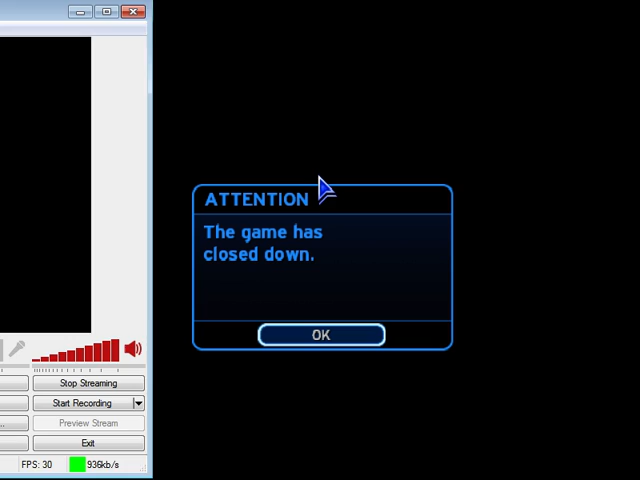 ATTENTION
The game has
closed down.
OK
Stop Streaming
Start Recording
...
Preview Stream
Exit
FPS: 30
936kb/s